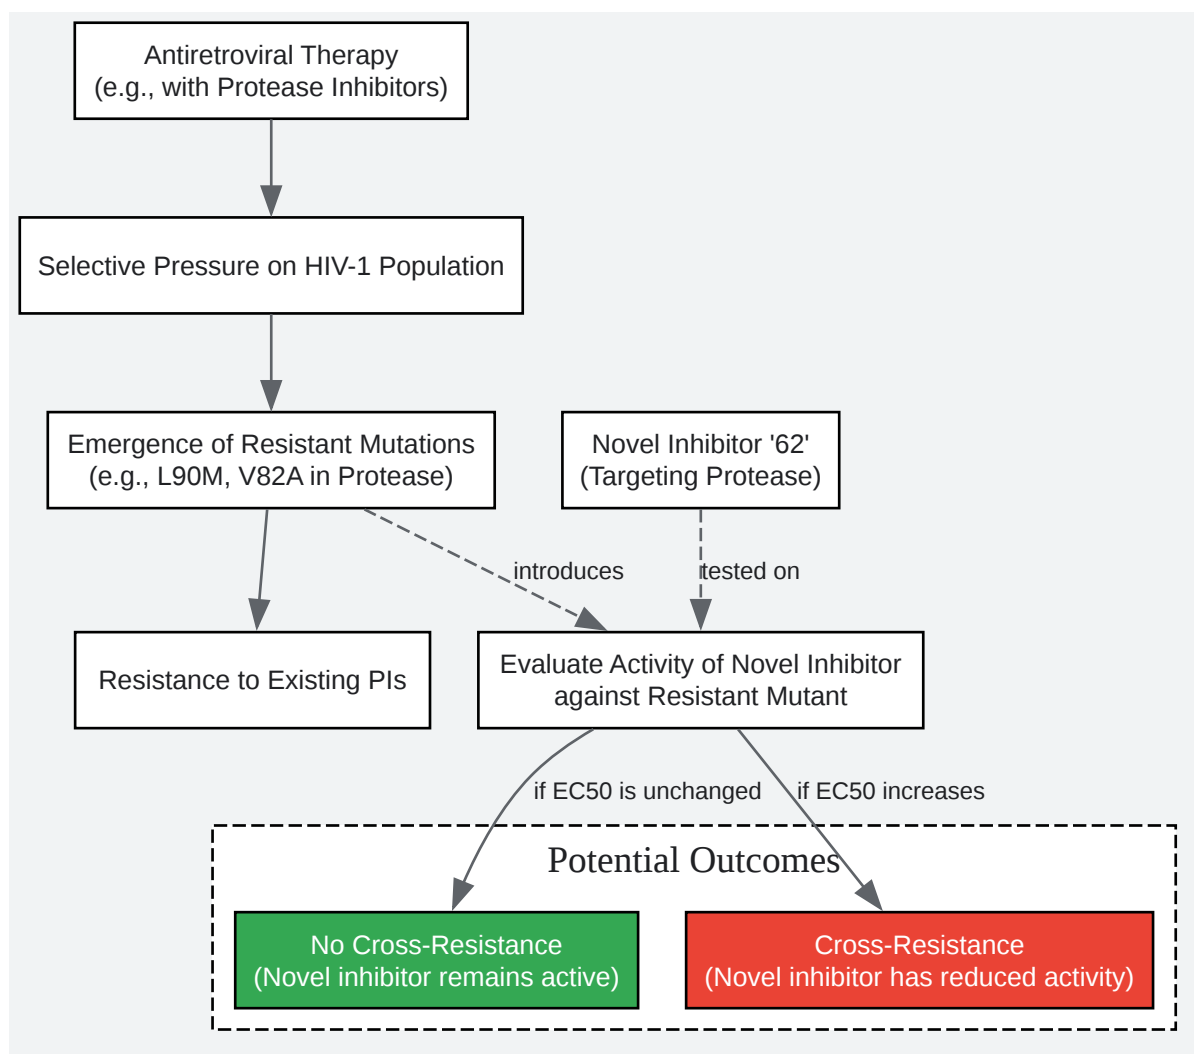 Antiretroviral Therapy
(e.g., with Protease Inhibitors)
Selective Pressure on HIV-1 Population
Emergence of Resistant Mutations
(e.g., L90M, V82A in Protease)
Novel Inhibitor '62'
(Targeting Protease)
introduces
tested on
Resistance to Existing PIs
Evaluate Activity of Novel Inhibitor
against Resistant Mutant
if EC50 is unchanged
if EC50 increases
Potential Outcomes
No Cross-Resistance
(Novel inhibitor remains active)
Cross-Resistance
(Novel inhibitor has reduced activity)